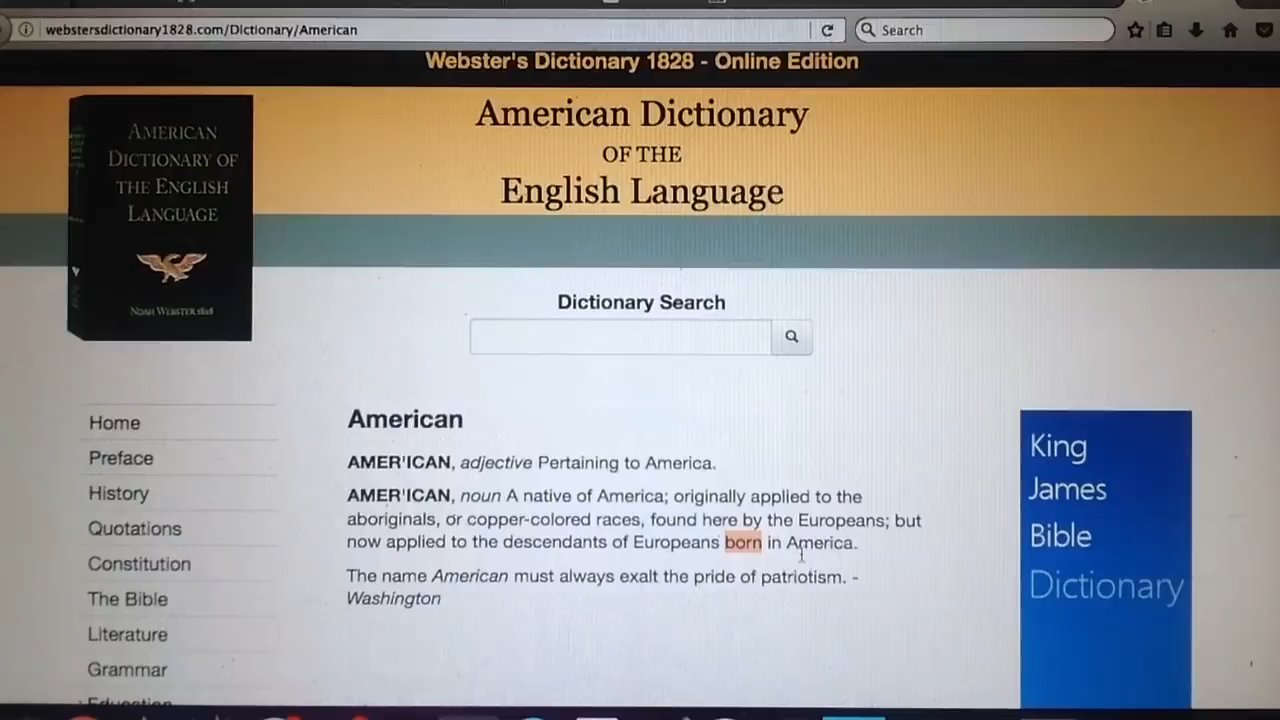 webstersdictionary1828.com/Dictionary/American
Search
Webster's Dictionary 1828 - Online Edition
AMERICAN
DICTIONARY OF
THE ENGLISH
LANGUAGE
NOAH WEBSTER 1828
American Dictionary
OF THE
English Language
Dictionary Search
Home
Preface
History
Quotations
Constitution
The Bible
Literature
Grammar
Education
American
AMER'ICAN, adjective Pertaining to America.
AMER'ICAN, noun A native of America; originally applied to the
aboriginals, or copper-colored races, found here by the Europeans; but
now applied to the descendants of Europeans born in America.
The name American must always exalt the pride of patriotism. -
Washington
King
James
Bible
Dictionary